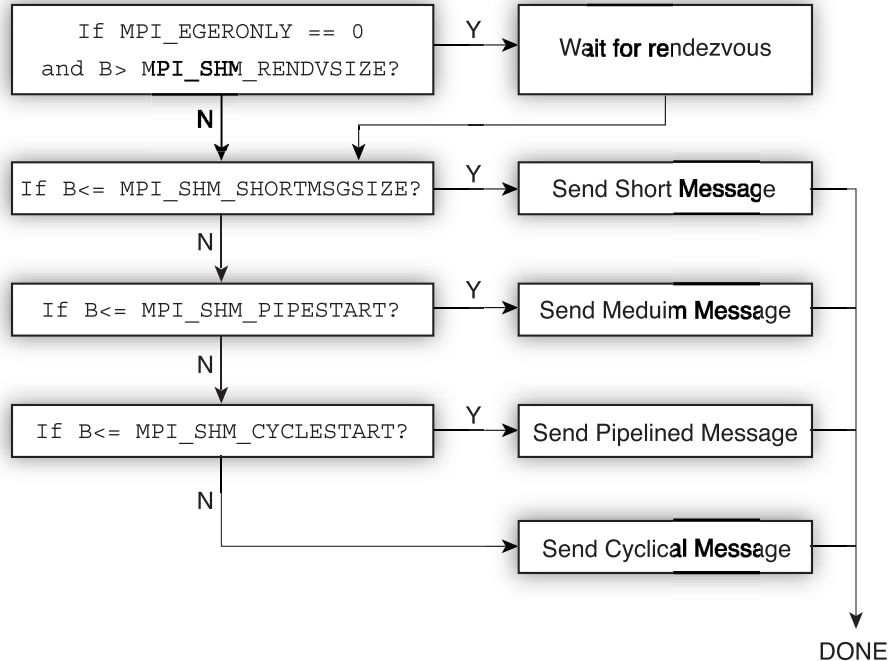 If MPI_EGERONLY == 0
and B> MPI_SHM_RENDVSIZE?
Y
Wait for rendezvous
N
If B<= MPI_SHM_SHORTMSGSIZE?
Y
Send Short Message
N
If B<= MPI_SHM_PIPESTART?
Y
Send Meduim Message
N
If B<= MPI_SHM_CYCLESTART?
Y
Send Pipelined Message
N
Send Cyclical Message
DONE